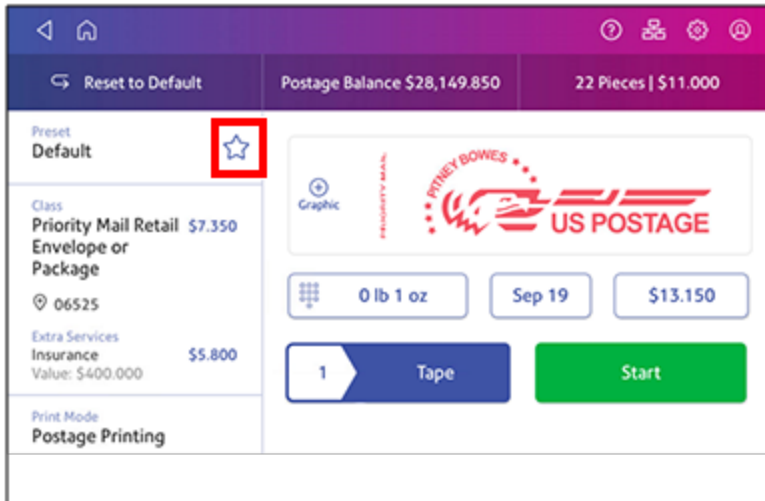 Reset to Default
Postage Balance $28,149.850
22 Pieces | $11.000
Preset
Default
Class
Priority Mail Retail $7.350
Envelope or
Package
06525
Extra Services
Insurance $5.800
Value: $400.000
Print Mode
Postage Printing
Graphic
PRIORITY MAIL
PITNEY BOWES
US POSTAGE
0 lb 1 oz
Sep 19
$13.150
1 Tape
Start